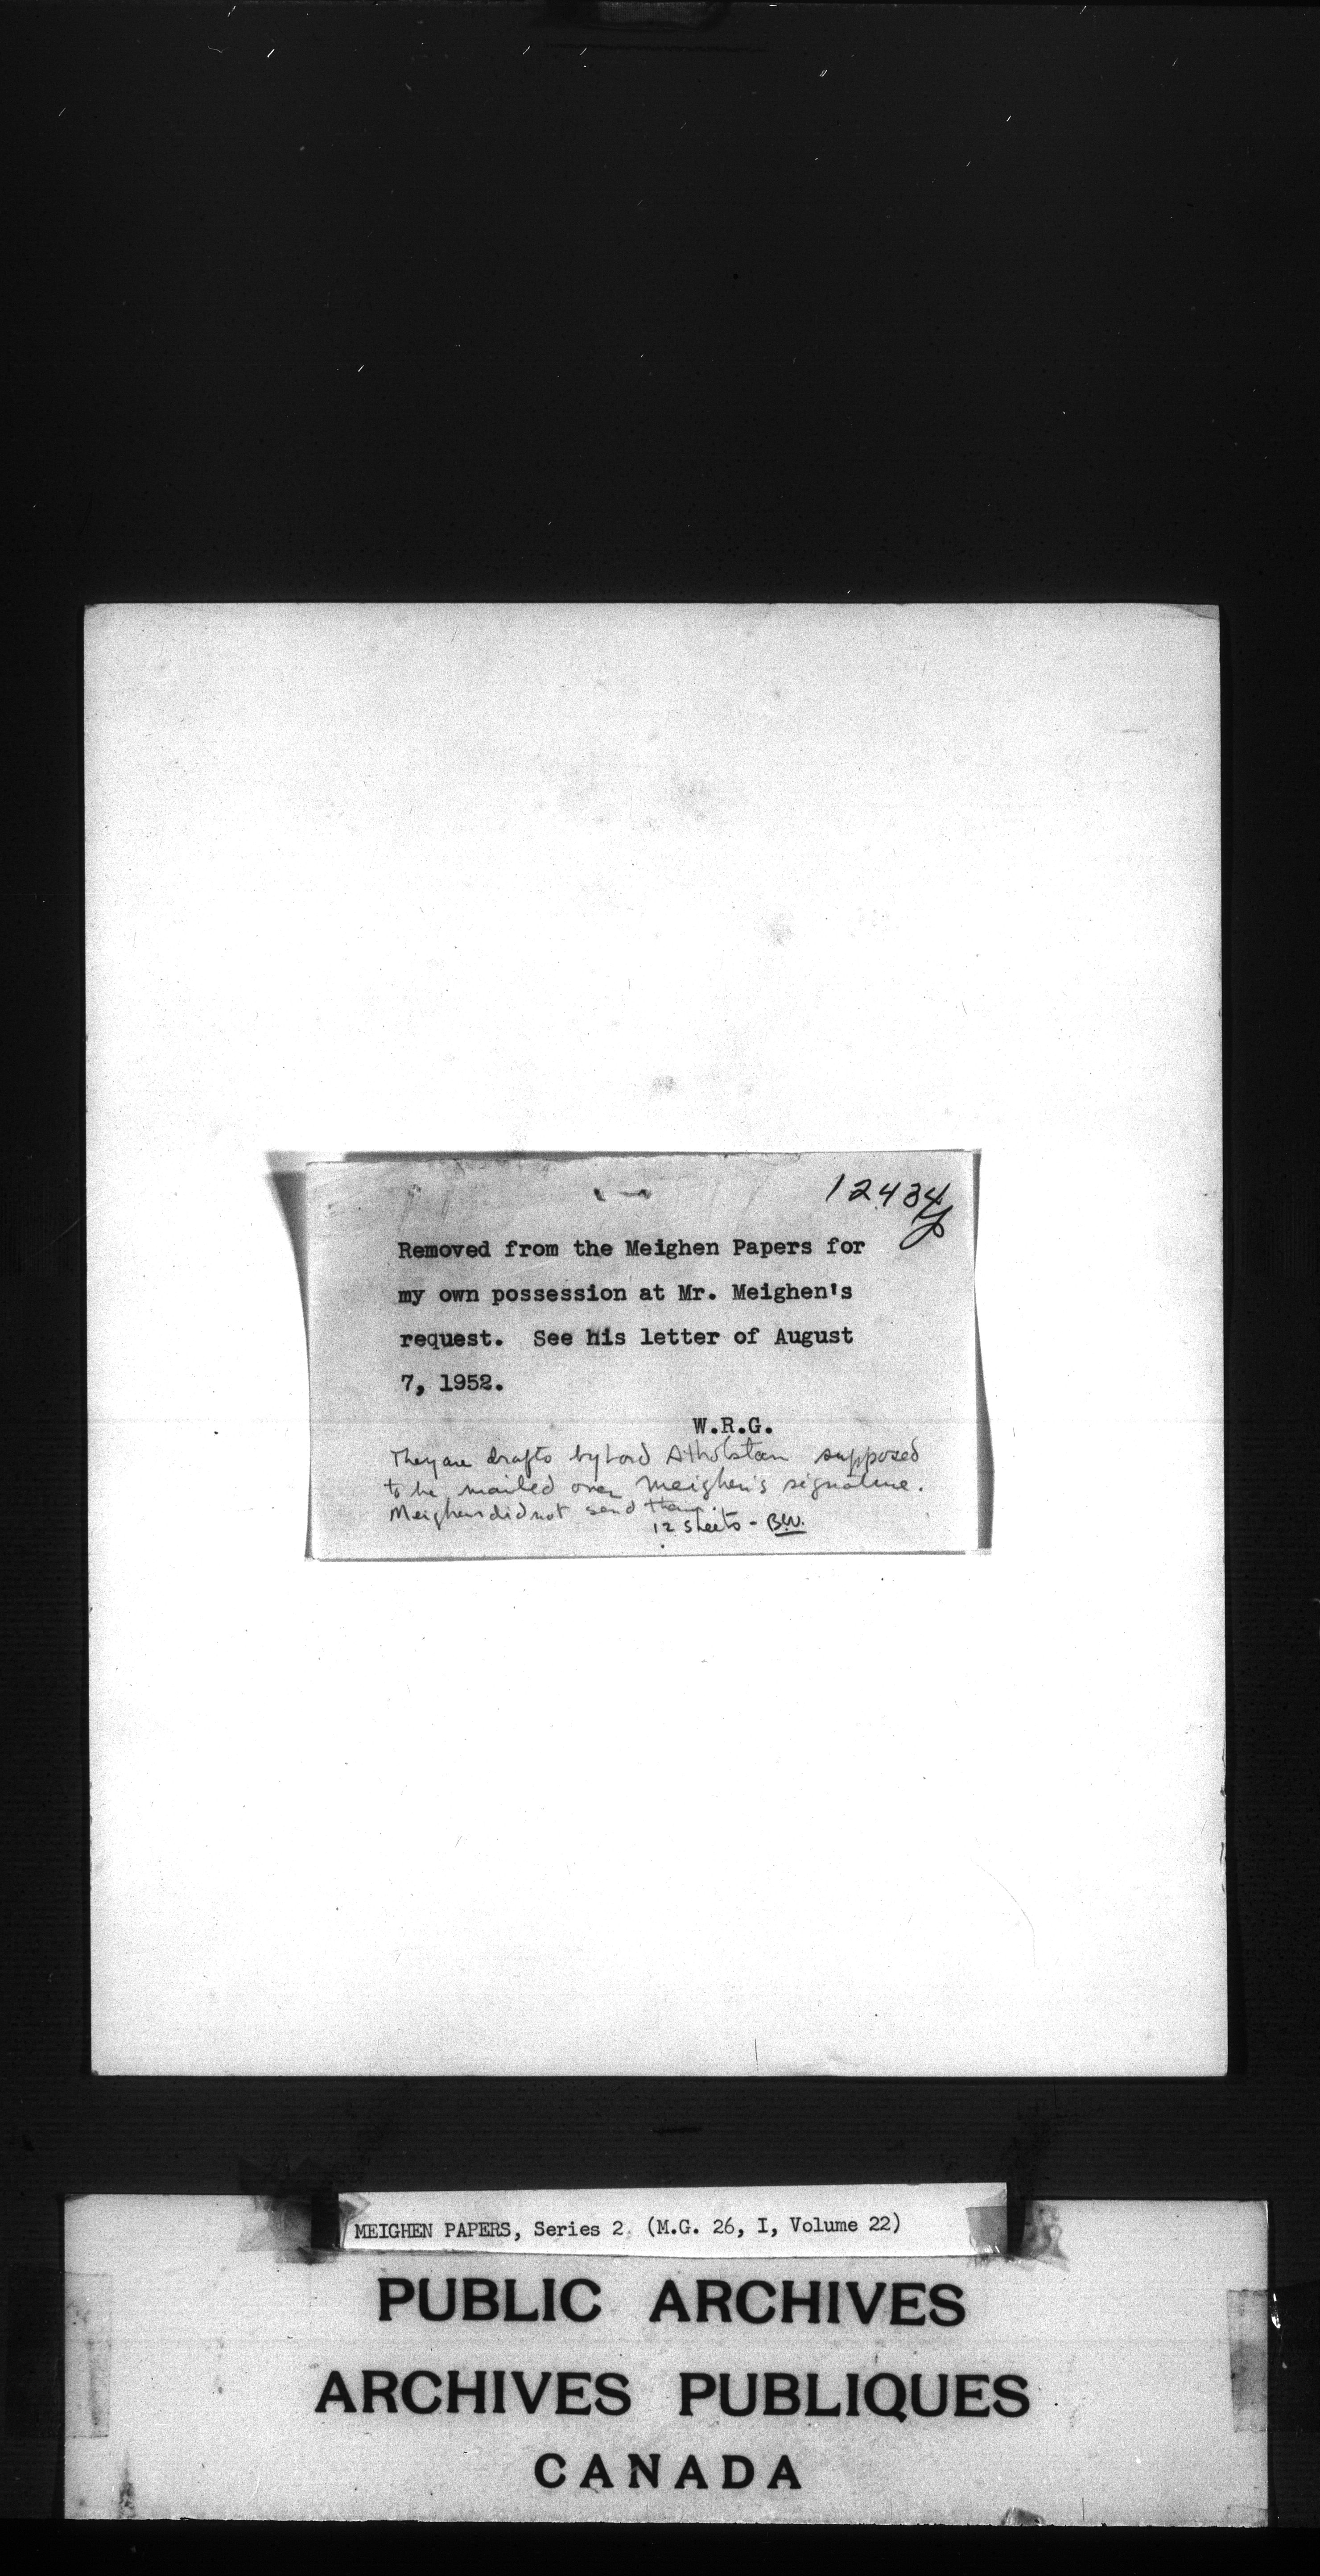 12434
Removed from the Meighen Papers for
my own possession at Mr. Meighen's
request. See his letter of August
7, 1952.
W.R.G.
They are drafts by Lord Atholstan supposed
to be mailed over Meighen's signature.
Meighen did not send them.
12 sheets - B.W.
MEIGHEN PAPERS, Series 2 (M.G. 26, I, Volume 22)
PUBLIC ARCHIVES
ARCHIVES PUBLIQUES
CANADA